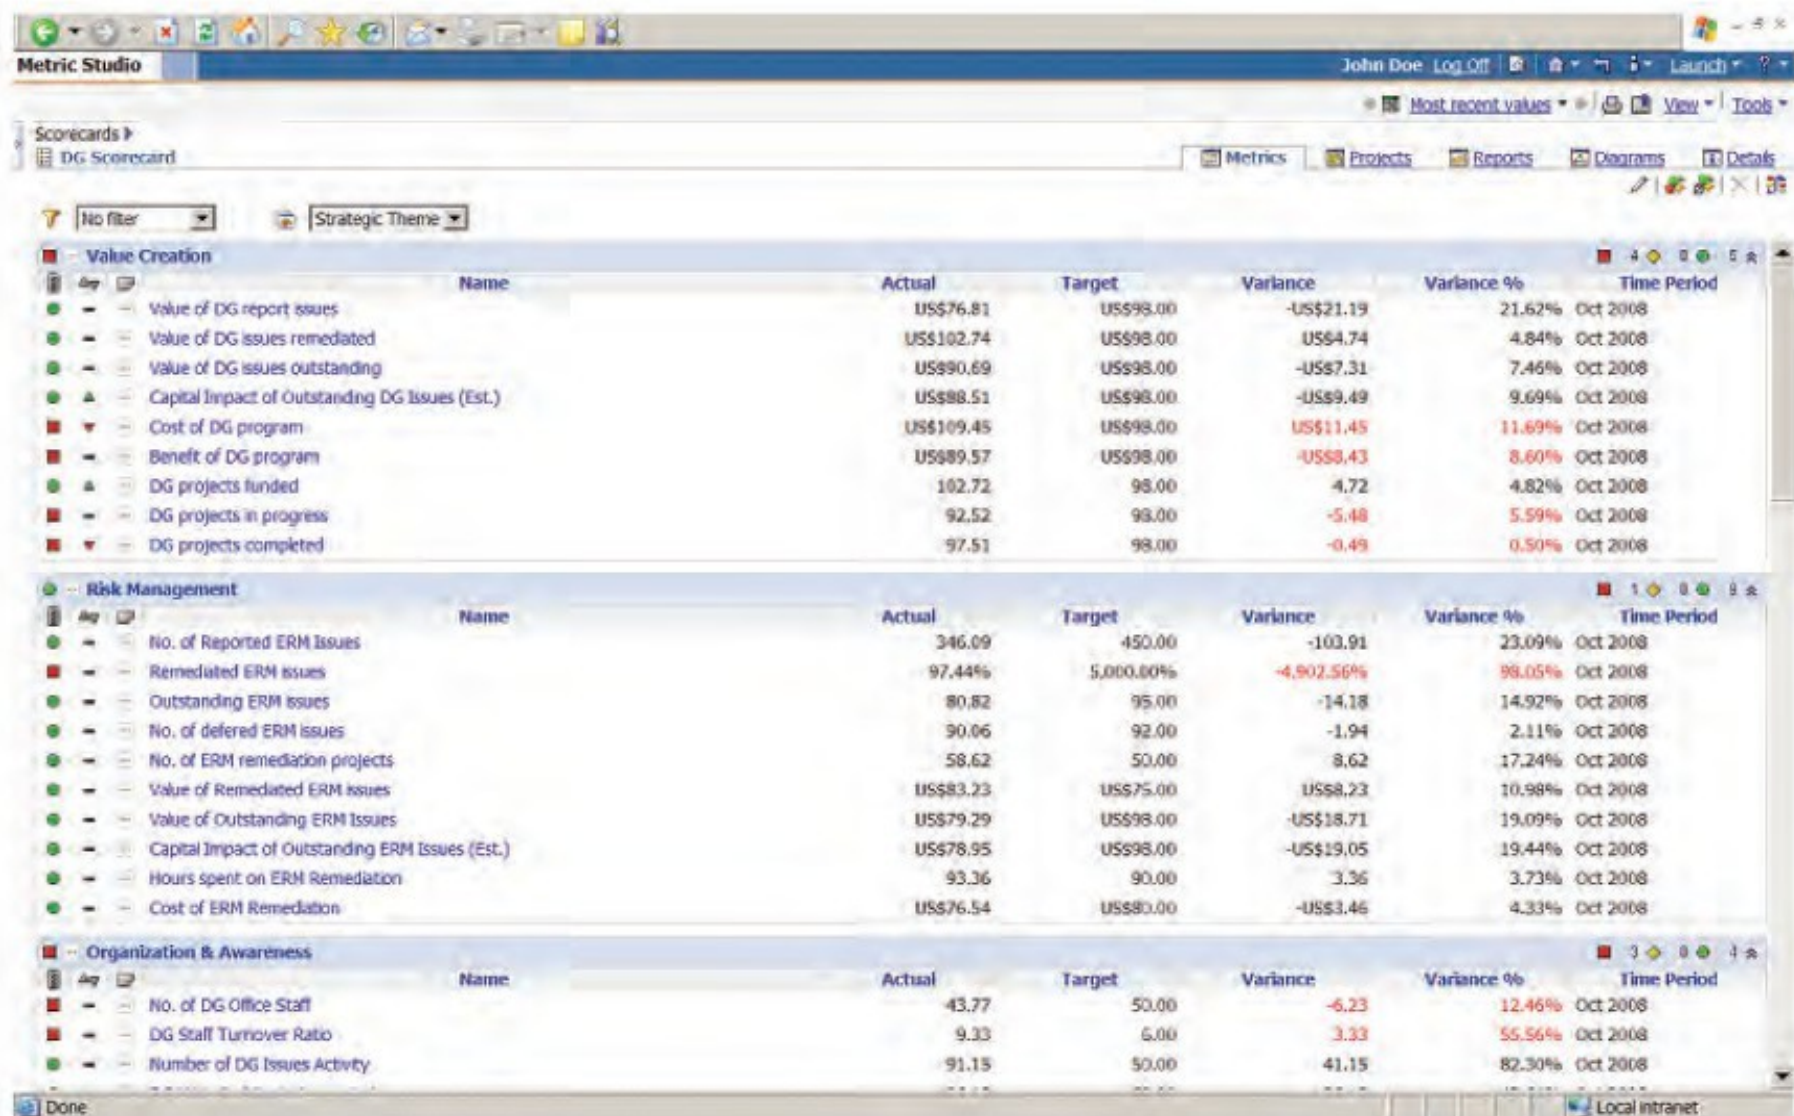 Metric Studio John Doe Log Off Launch ?
Most recent values View Tools
Scorecards
DG Scorecard Metrics Projects Reports Diagrams Details
No filter Strategic Theme
Value Creation 4 0 5
Name Actual Target Variance Variance % Time Period
Value of DG report issues US$76.81 US$98.00 -US$21.19 21.62% Oct 2008
Value of DG issues remediated US$102.74 US$98.00 US$4.74 4.84% Oct 2008
Value of DG issues outstanding US$90.69 US$98.00 -US$7.31 7.46% Oct 2008
Capital Impact of Outstanding DG Issues (Est.) US$88.51 US$98.00 -US$9.49 9.69% Oct 2008
Cost of DG program US$109.45 US$98.00 US$11.45 11.69% Oct 2008
Benefit of DG program US$89.57 US$98.00 -US$8.43 8.60% Oct 2008
DG projects funded 102.72 98.00 4.72 4.82% Oct 2008
DG projects in progress 92.52 98.00 -5.48 5.59% Oct 2008
DG projects completed 97.51 98.00 -0.49 0.50% Oct 2008
Risk Management 1 0 9
Name Actual Target Variance Variance % Time Period
No. of Reported ERM Issues 346.09 450.00 -103.91 23.09% Oct 2008
Remediated ERM issues 97.44% 5,000.00% -4,902.56% 98.05% Oct 2008
Outstanding ERM issues 80.82 95.00 -14.18 14.92% Oct 2008
No. of defered ERM issues 90.06 92.00 -1.94 2.11% Oct 2008
No. of ERM remediation projects 58.62 50.00 8.62 17.24% Oct 2008
Value of Remediated ERM issues US$83.23 US$75.00 US$8.23 10.98% Oct 2008
Value of Outstanding ERM Issues US$79.29 US$98.00 -US$18.71 19.09% Oct 2008
Capital Impact of Outstanding ERM Issues (Est.) US$78.95 US$98.00 -US$19.05 19.44% Oct 2008
Hours spent on ERM Remediation 93.36 90.00 3.36 3.73% Oct 2008
Cost of ERM Remediation US$76.54 US$80.00 -US$3.46 4.33% Oct 2008
Organization & Awareness 3 0 4
Name Actual Target Variance Variance % Time Period
No. of DG Office Staff 43.77 50.00 -6.23 12.46% Oct 2008
DG Staff Turnover Ratio 9.33 6.00 3.33 55.56% Oct 2008
Number of DG Issues Activity 91.15 50.00 41.15 82.30% Oct 2008
Done Local intranet